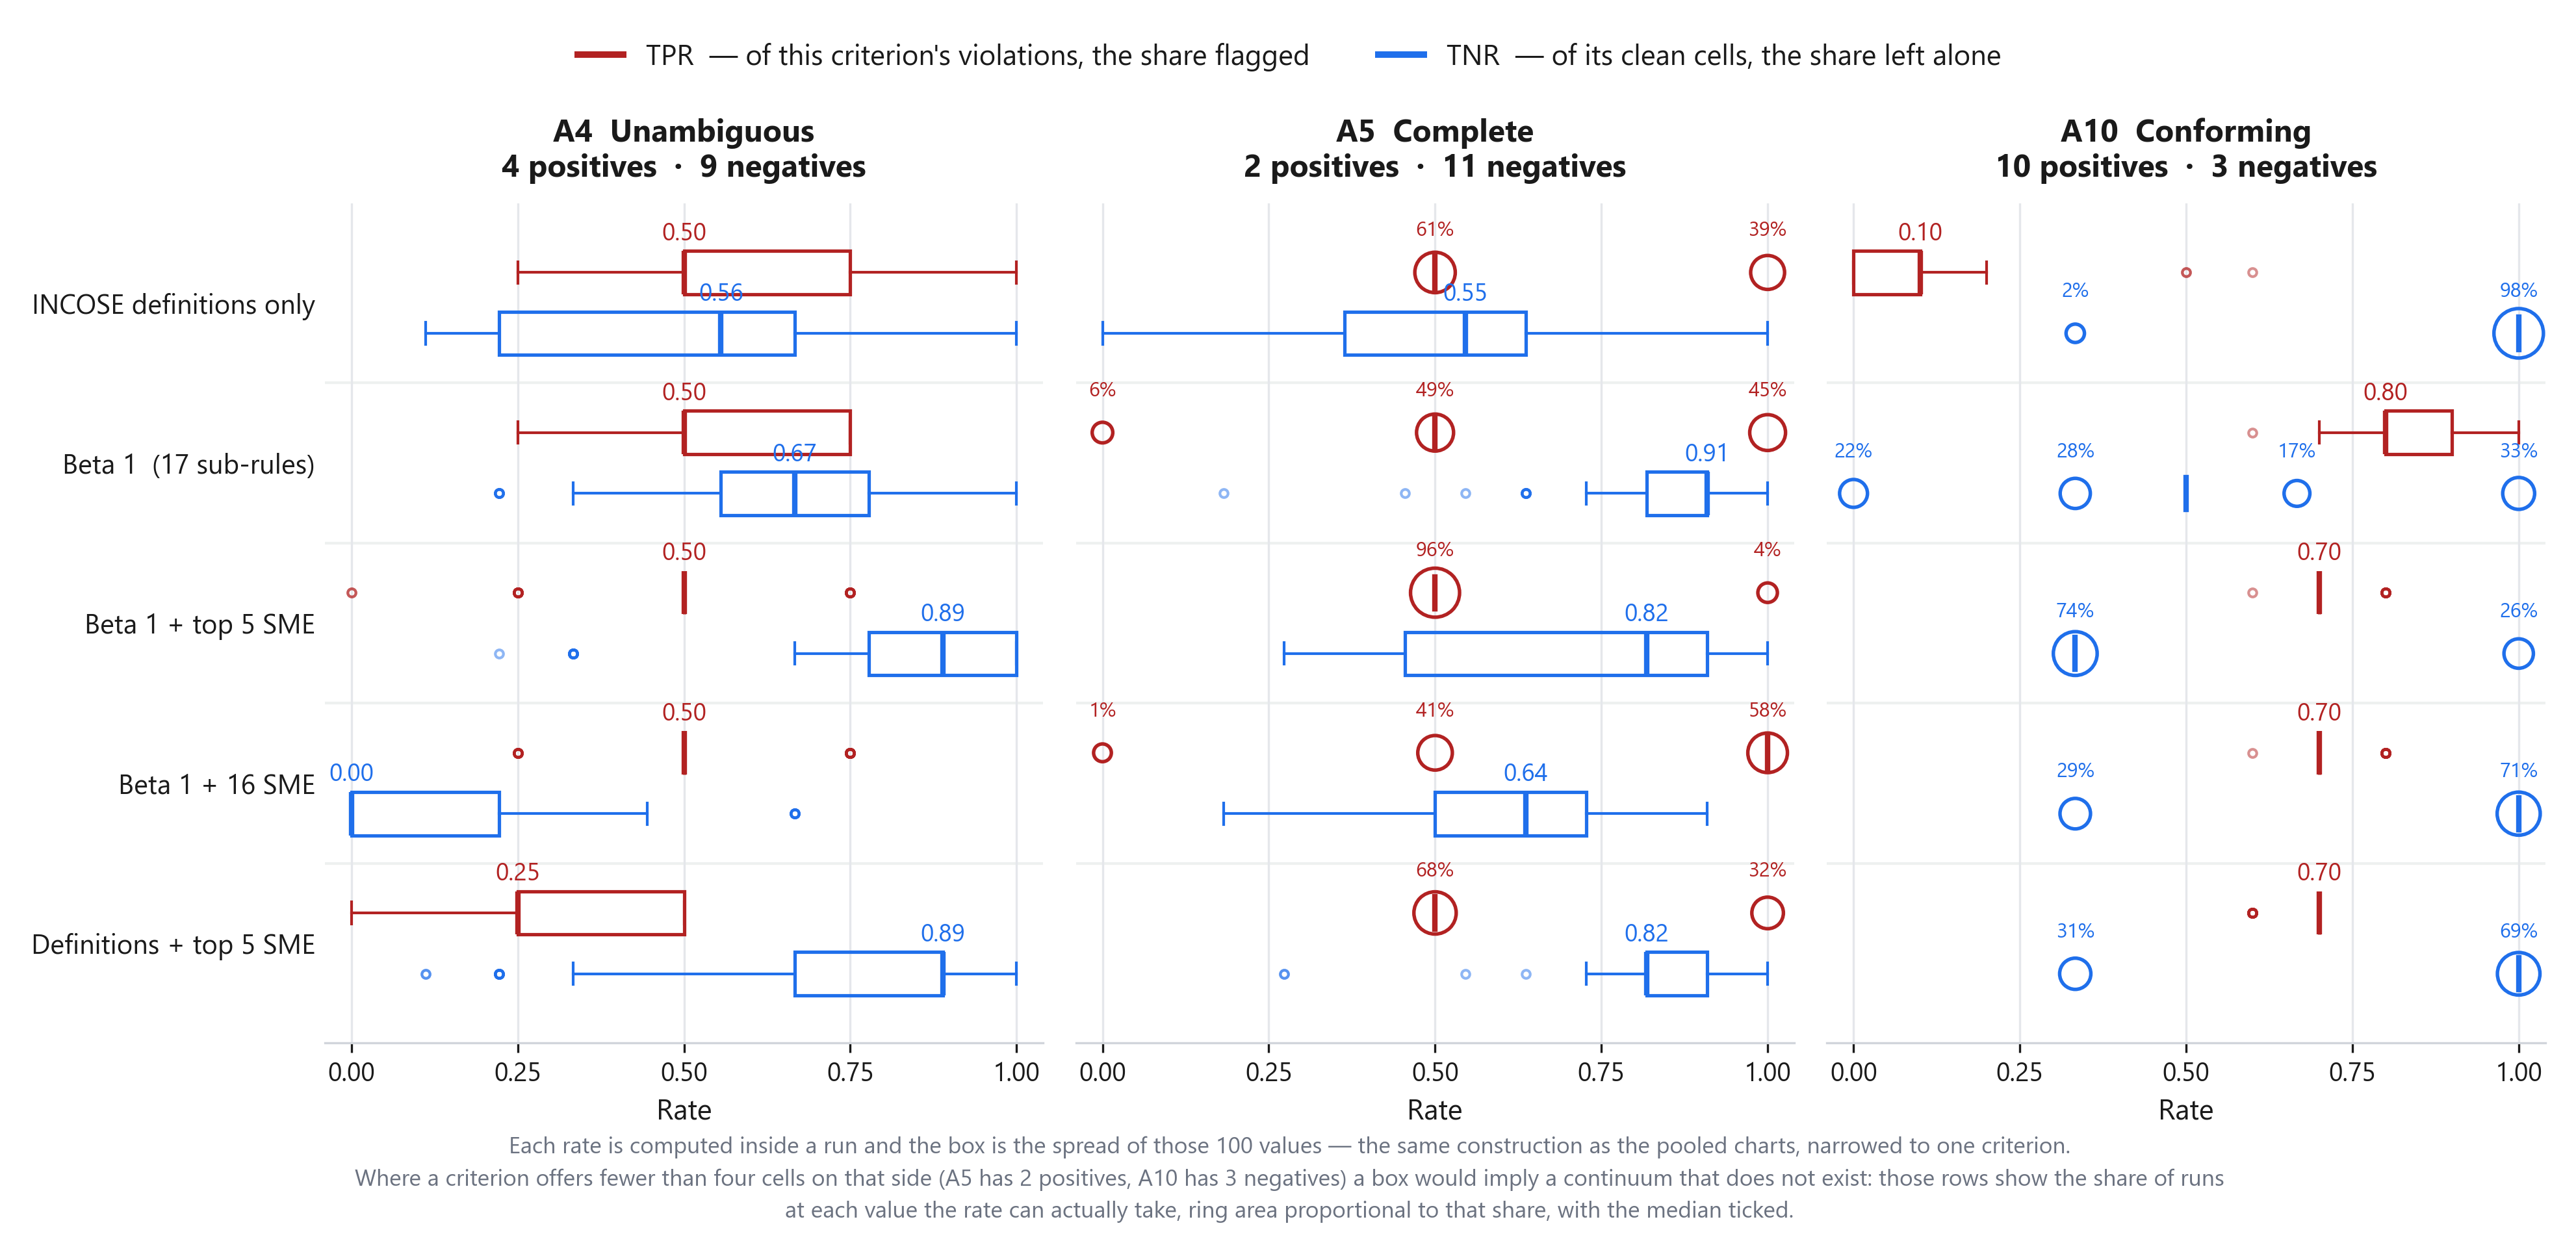 TPR — of this criterion's violations, the share flagged
TNR — of its clean cells, the share left alone
A4 Unambiguous
4 positives · 9 negatives
A5 Complete
2 positives · 11 negatives
A10 Conforming
10 positives · 3 negatives
INCOSE definitions only
0.50
0.56
61%
39%
0.55
0.10
2%
98%
Beta 1 (17 sub-rules)
0.50
0.67
6%
49%
45%
0.91
0.80
22%
28%
17%
33%
Beta 1 + top 5 SME
0.50
0.89
96%
4%
0.82
0.70
74%
26%
Beta 1 + 16 SME
0.50
0.00
1%
41%
58%
0.64
0.70
29%
71%
Definitions + top 5 SME
0.25
0.89
68%
32%
0.82
0.70
31%
69%
0.00 0.25 0.50 0.75 1.00
0.00 0.25 0.50 0.75 1.00
0.00 0.25 0.50 0.75 1.00
Rate
Rate
Rate
Each rate is computed inside a run and the box is the spread of those 100 values — the same construction as the pooled charts, narrowed to one criterion.
Where a criterion offers fewer than four cells on that side (A5 has 2 positives, A10 has 3 negatives) a box would imply a continuum that does not exist: those rows show the share of runs
at each value the rate can actually take, ring area proportional to that share, with the median ticked.